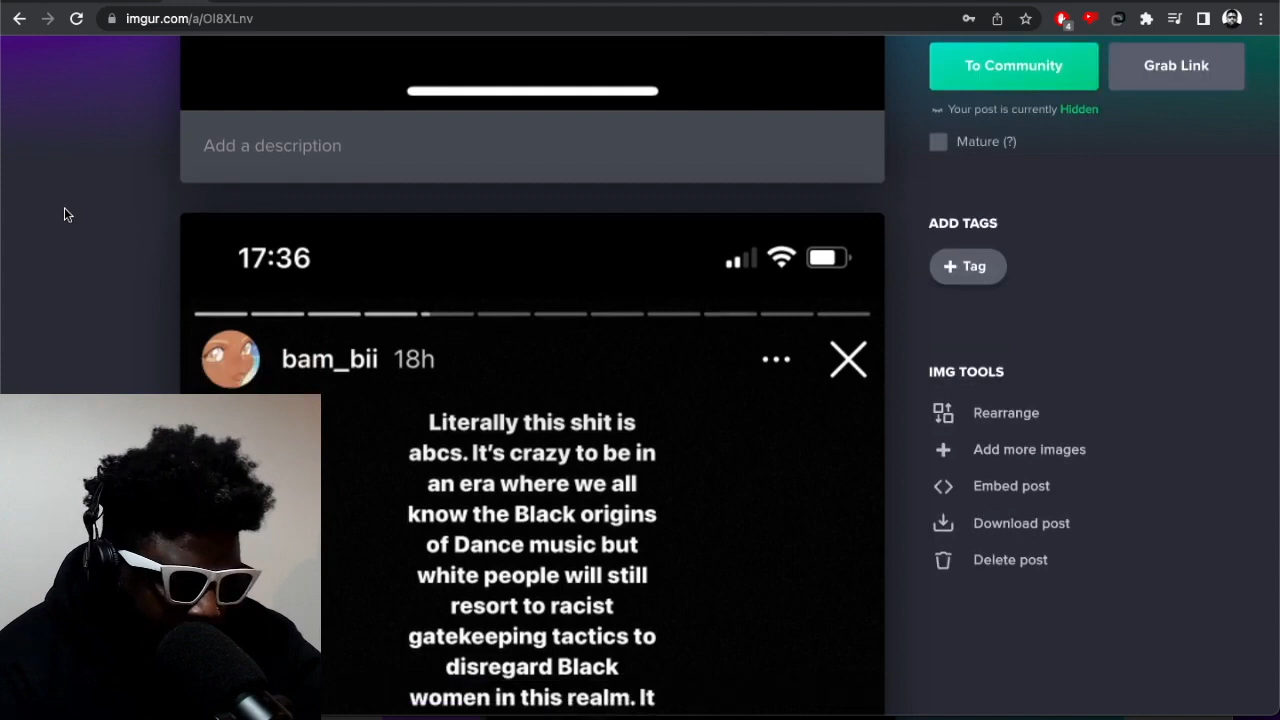 imgur.com/a/Ol8XLnv
4
To Community
Grab Link
Your post is currently Hidden
Mature (?)
Add a description
ADD TAGS
+ Tag
17:36
bam_bii 18h
Literally this shit is
abcs. It's crazy to be in
an era where we all
know the Black origins
of Dance music but
white people will still
resort to racist
gatekeeping tactics to
disregard Black
women in this realm. It
IMG TOOLS
Rearrange
Add more images
Embed post
Download post
Delete post